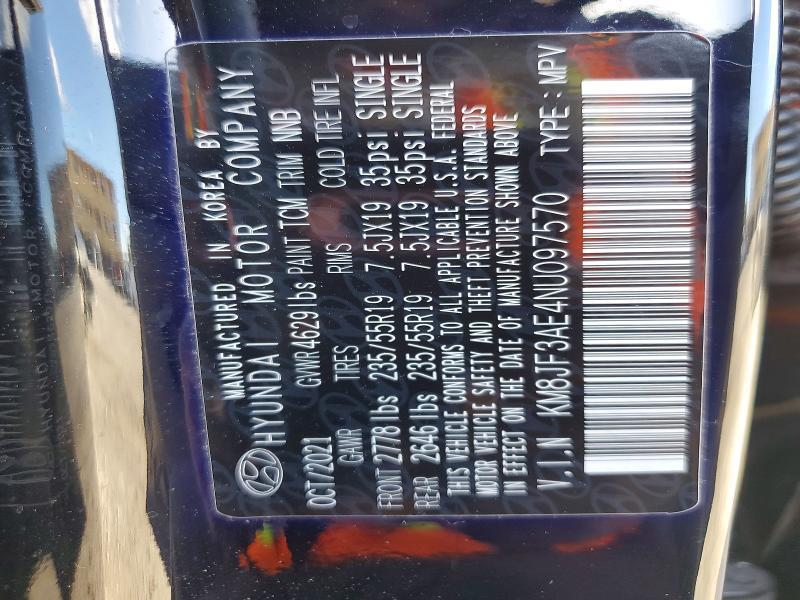 MANUFACTURED IN KOREA BY
HYUNDAI MOTOR COMPANY
OCT/2021 GVWR 4629 lbs PAINT TCM TRIM NNB
GAWR TIRES RIMS COLD TIRE INFL
FRONT 2778 lbs 235/55R19 7.5JX19 35psi SINGLE
REAR 2646 lbs 235/55R19 7.5JX19 35psi SINGLE
THIS VEHICLE CONFORMS TO ALL APPLICABLE U.S.A. FEDERAL
MOTOR VEHICLE SAFETY AND THEFT PREVENTION STANDARDS
IN EFFECT ON THE DATE OF MANUFACTURE SHOWN ABOVE
V.I.N KM8JF3AE4NU097570 TYPE : MPV